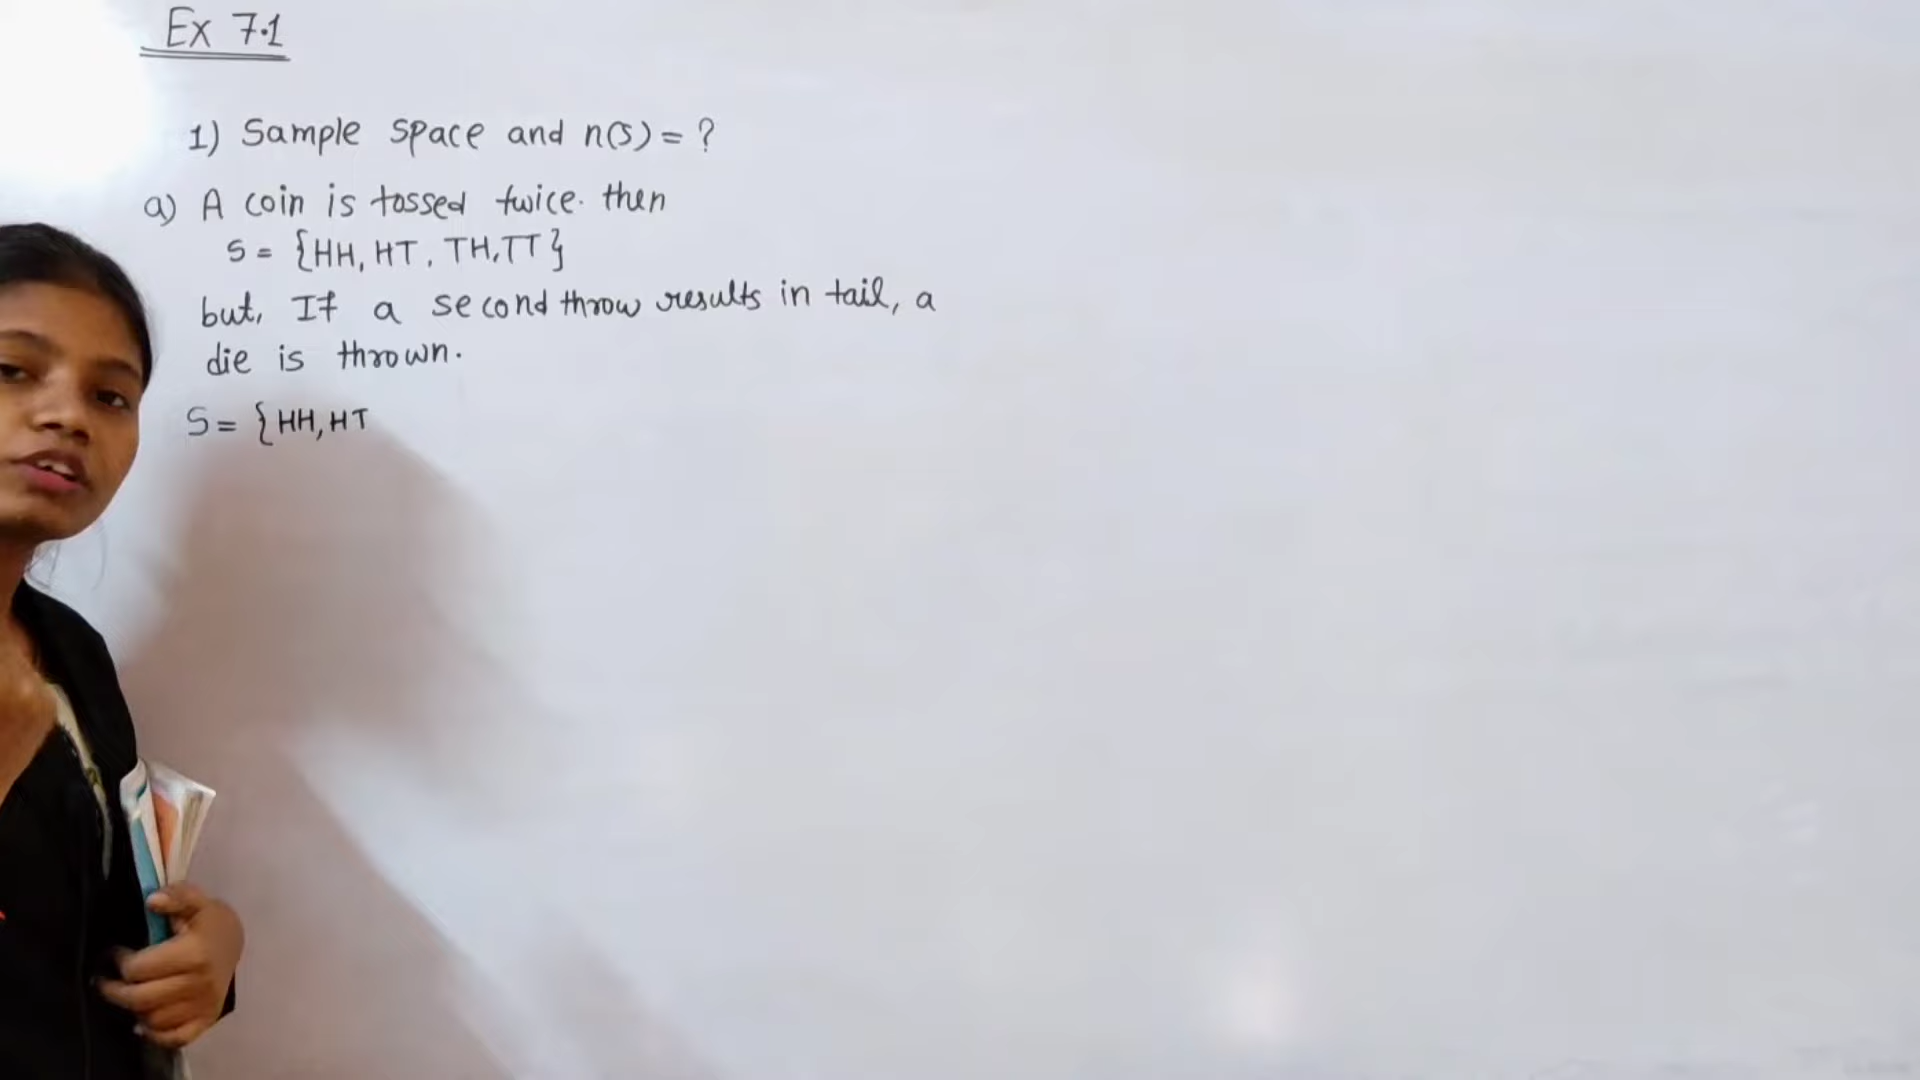 Ex 7.1
1) Sample space and n(S) = ?
a) A coin is tossed twice. then
S = {HH, HT, TH, TT}
but, If a second throw results in tail, a
die is thrown.
S = {HH, HT